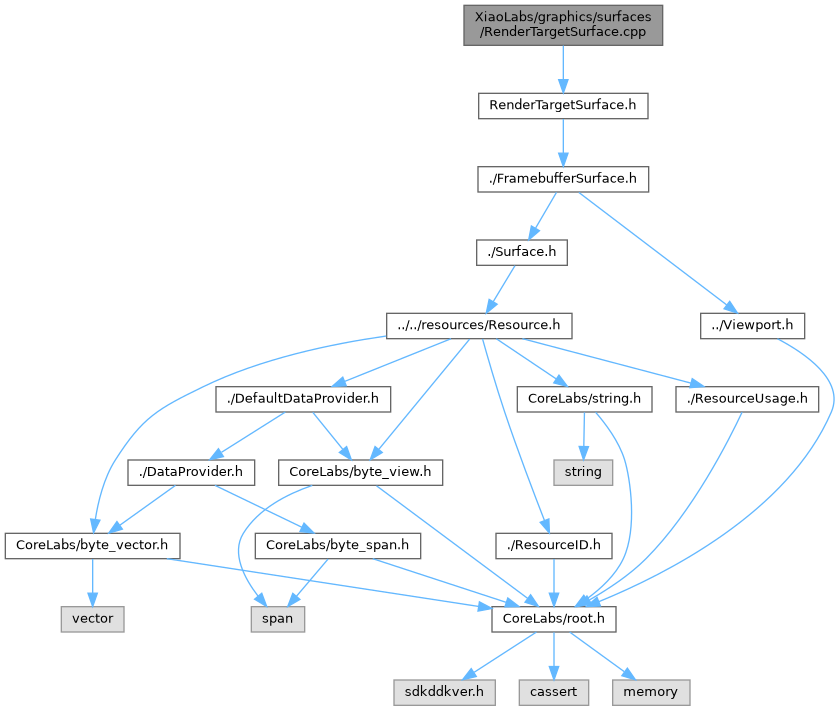 XiaoLabs/graphics/surfaces
/RenderTargetSurface.cpp
RenderTargetSurface.h
./FramebufferSurface.h
./Surface.h
../../resources/Resource.h
../Viewport.h
./DefaultDataProvider.h
CoreLabs/string.h
./ResourceUsage.h
./DataProvider.h
CoreLabs/byte_view.h
string
CoreLabs/byte_vector.h
CoreLabs/byte_span.h
./ResourceID.h
vector
span
CoreLabs/root.h
sdkddkver.h
cassert
memory